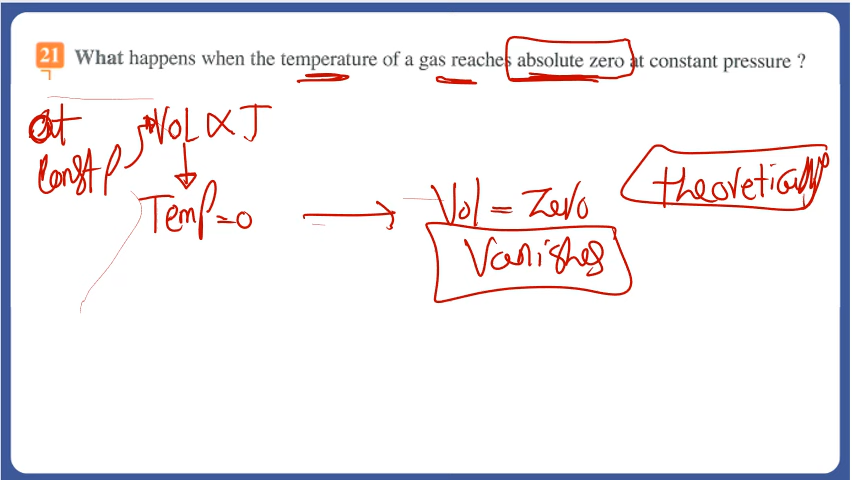 21 What happens when the temperature of a gas reaches absolute zero at constant pressure ?
at Vol ∝ T
const P
Temp = 0 → Vol = Zero theoretically
Vanishes